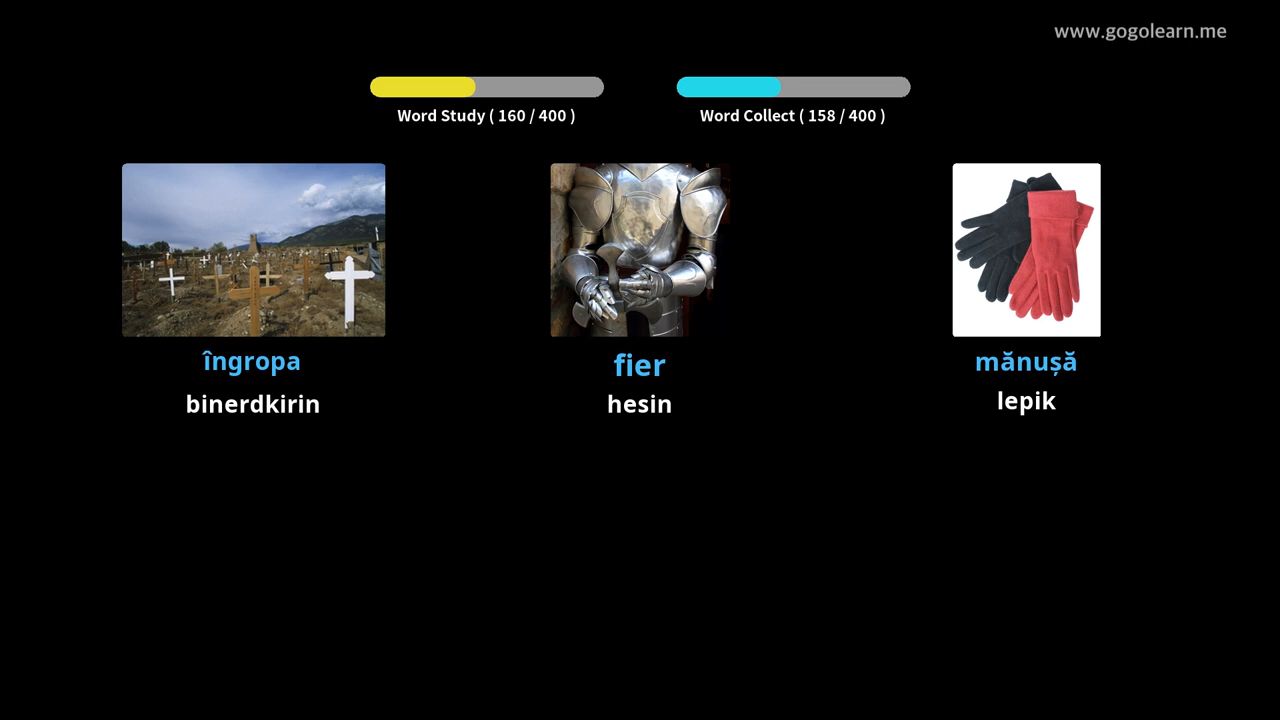 www.gogolearn.me
Word Study ( 160 / 400 )
Word Collect ( 158 / 400 )
îngropa
fier
mănușă
binerdkirin
hesin
lepik